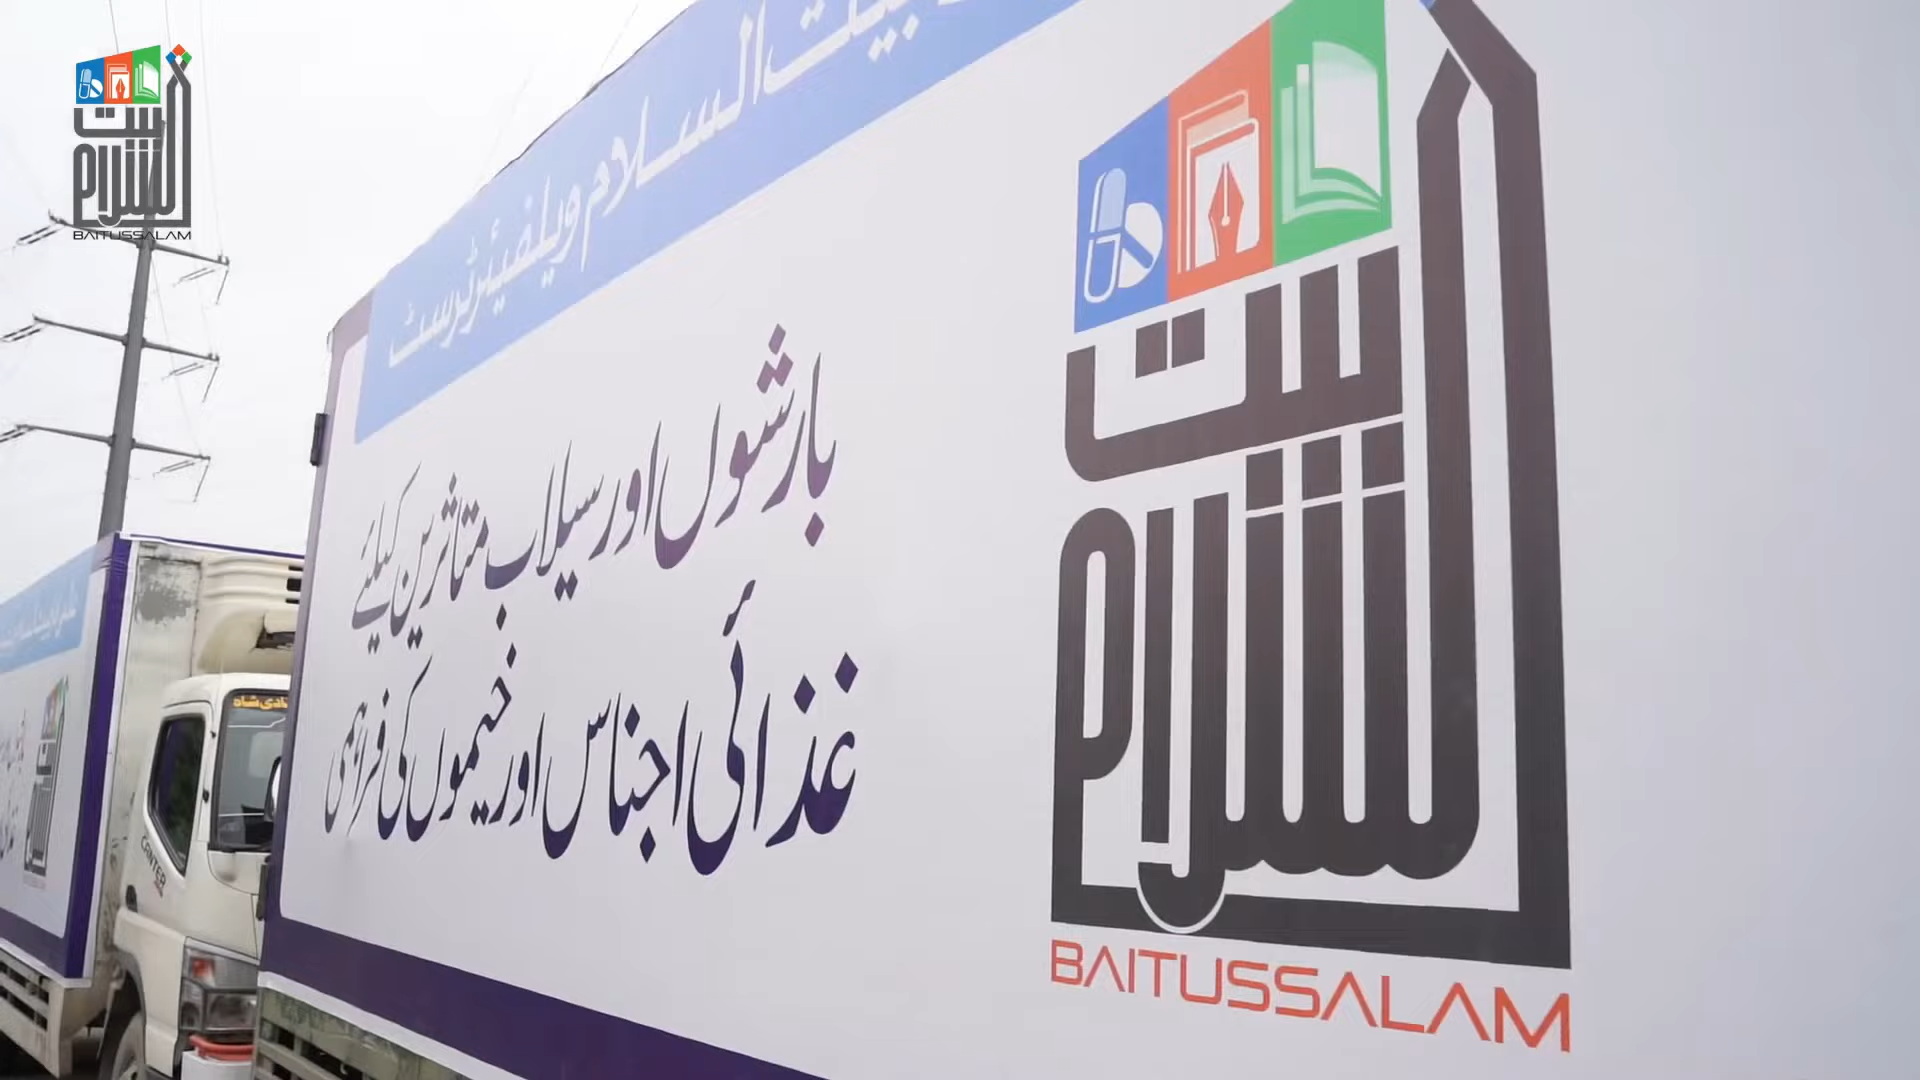 بیت السلام
BAITUSSALAM
بیت السلام ویلفیئر ٹرسٹ
بارشوں اور سیلاب متاثرین کیلئے
غذائی اجناس اور خیموں کی فراہمی
بیت السلام
BAITUSSALAM
CANTER